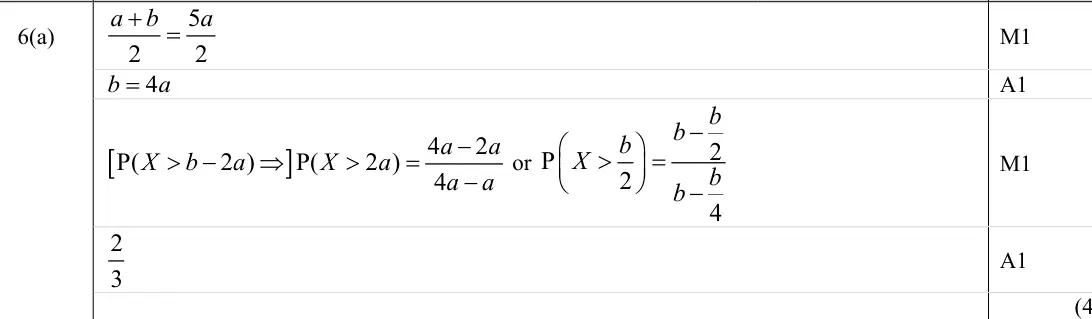 6(a) (a+b)/2 = 5a/2 M1
b = 4a A1
[P(X > b − 2a) ⇒] P(X > 2a) = (4a − 2a)/(4a − a) or P(X > b/2) = (b − b/2)/(b − b/4) M1
2/3 A1
(4